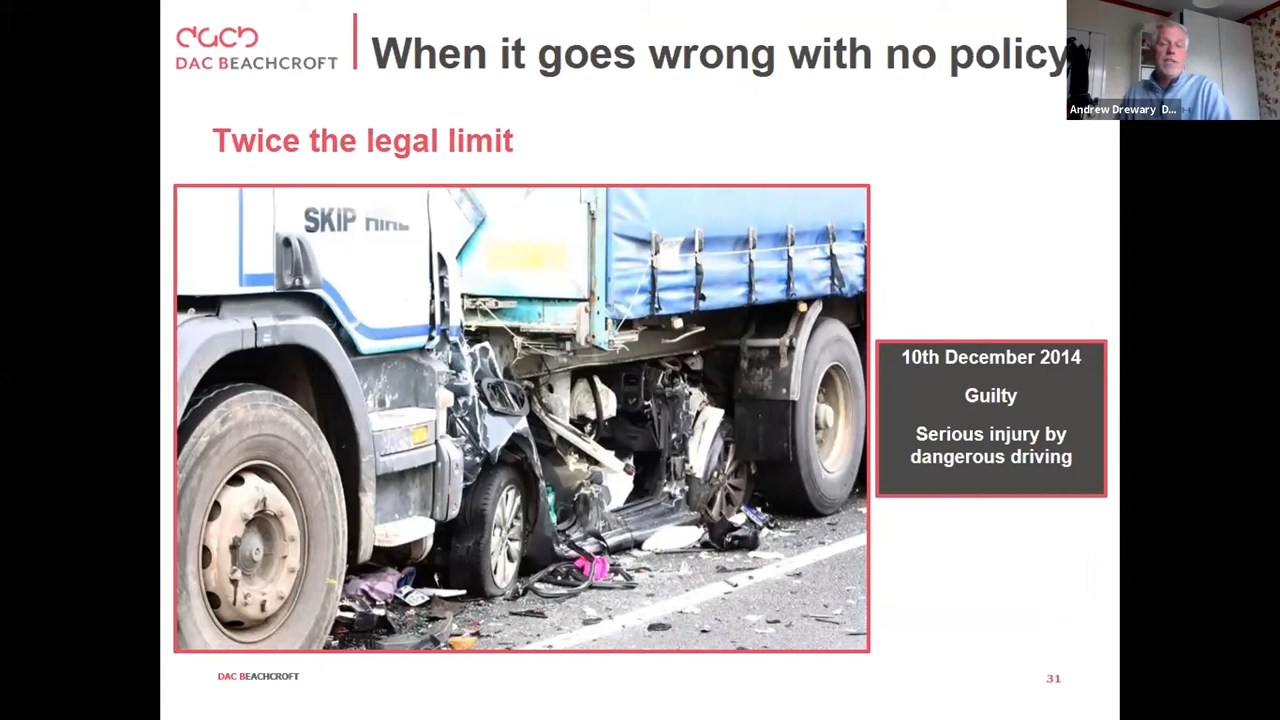 DAC BEACHCROFT
When it goes wrong with no policy
Andrew Drewary D...
Twice the legal limit
SKIP HIRE
10th December 2014
Guilty
Serious injury by
dangerous driving
DAC BEACHCROFT
31